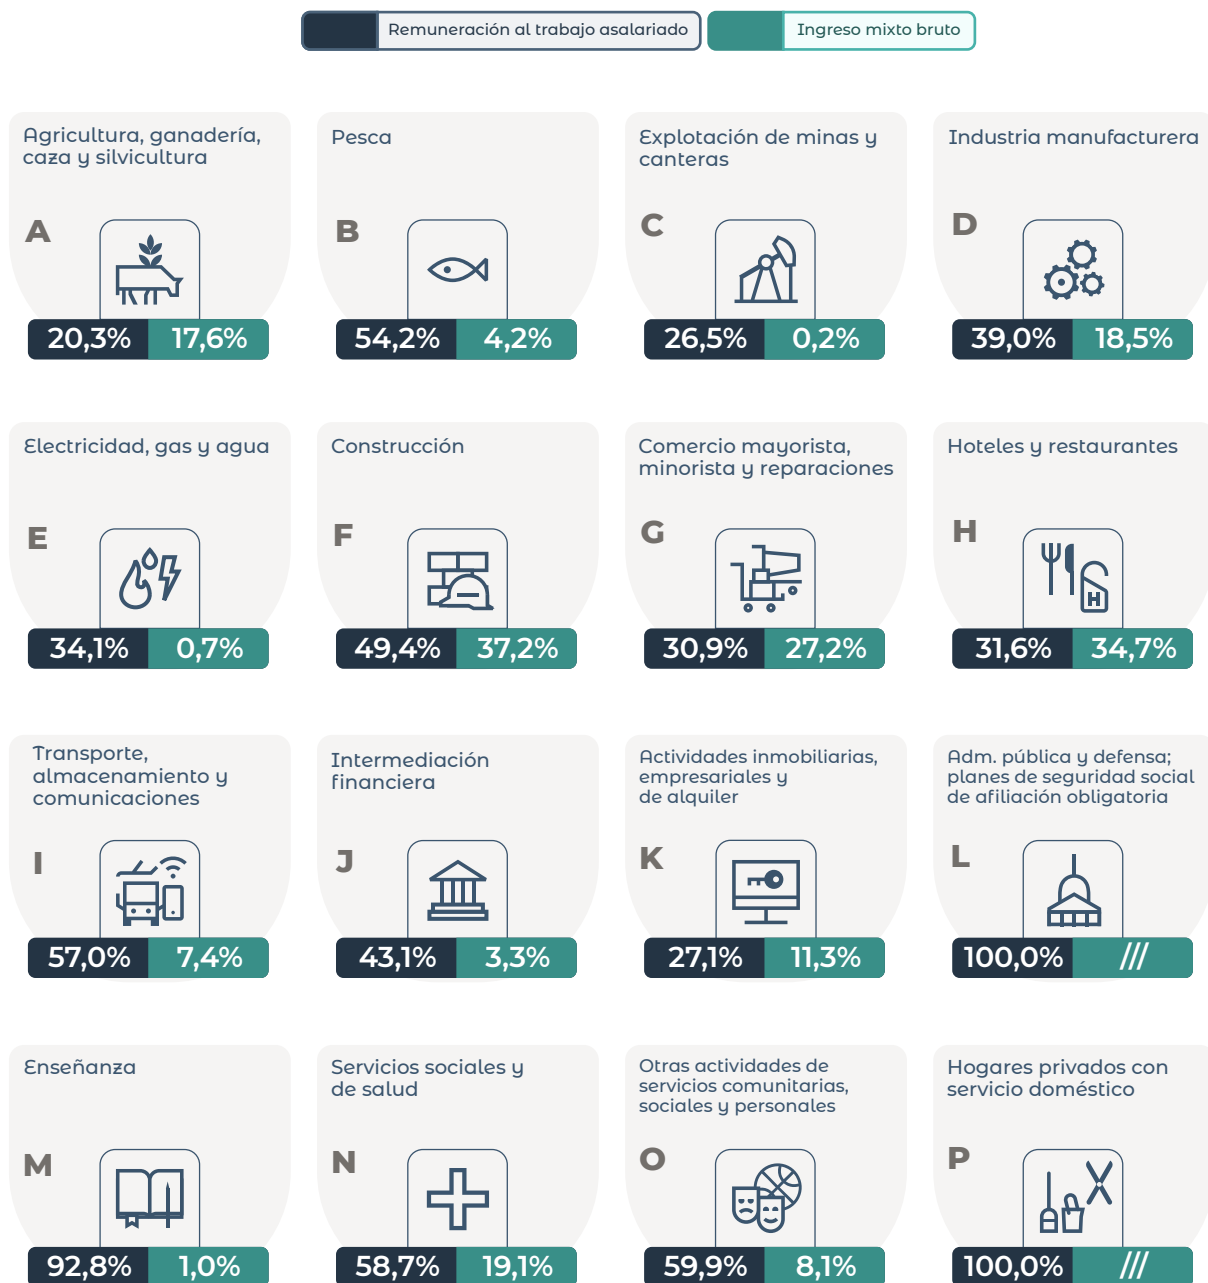 Remuneración al trabajo asalariado
Ingreso mixto bruto
Agricultura, ganadería,
caza y silvicultura
A
20,3% 17,6%
Pesca
B
54,2% 4,2%
Explotación de minas y
canteras
C
26,5% 0,2%
Industria manufacturera
D
39,0% 18,5%
Electricidad, gas y agua
E
34,1% 0,7%
Construcción
F
49,4% 37,2%
Comercio mayorista,
minorista y reparaciones
G
30,9% 27,2%
Hoteles y restaurantes
H
H
31,6% 34,7%
Transporte,
almacenamiento y
comunicaciones
I
57,0% 7,4%
Intermediación
financiera
J
43,1% 3,3%
Actividades inmobiliarias,
empresariales y
de alquiler
K
27,1% 11,3%
Adm. pública y defensa;
planes de seguridad social
de afiliación obligatoria
L
100,0% ///
Enseñanza
M
92,8% 1,0%
Servicios sociales y
de salud
N
58,7% 19,1%
Otras actividades de
servicios comunitarias,
sociales y personales
O
59,9% 8,1%
Hogares privados con
servicio doméstico
P
100,0% ///